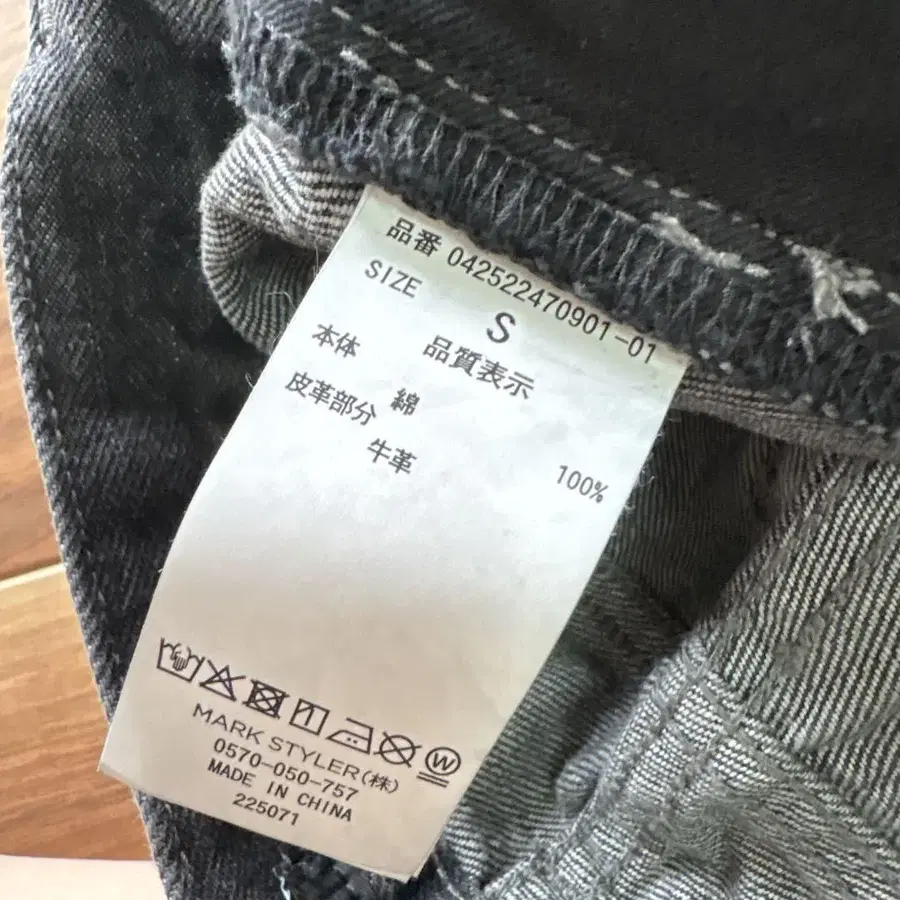 品番 042522470901-01
SIZE S
品質表示
本体 綿 100%
皮革部分 牛革
W
MARK STYLER(株)
0570-050-757
MADE IN CHINA
225071